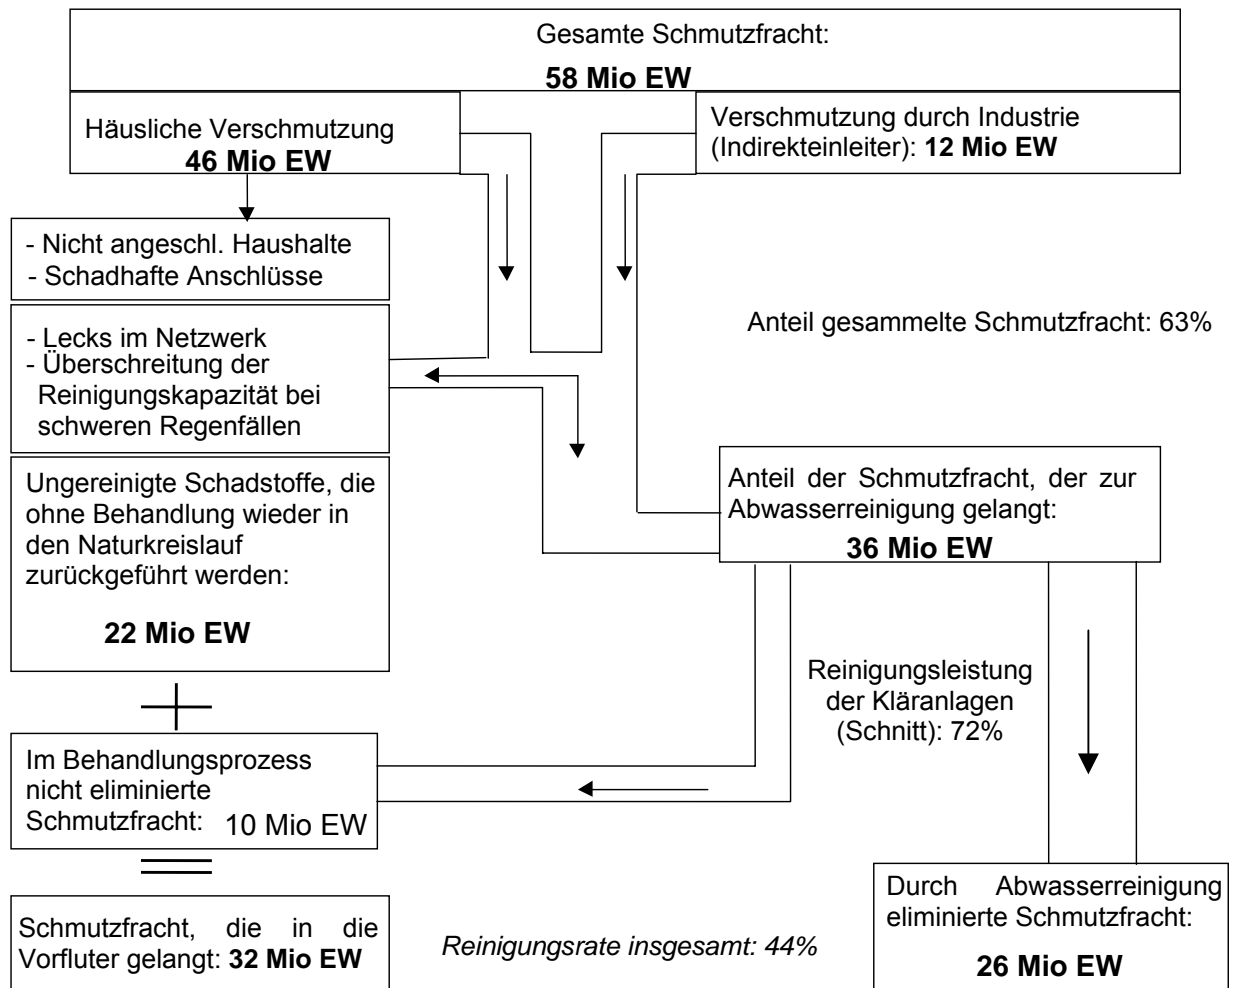 Gesamte Schmutzfracht:
58 Mio EW
Häusliche Verschmutzung
46 Mio EW
Verschmutzung durch Industrie
(Indirekteinleiter): 12 Mio EW
- Nicht angeschl. Haushalte
- Schadhafte Anschlüsse
- Lecks im Netzwerk
- Überschreitung der
Reinigungskapazität bei
schweren Regenfällen
Anteil gesammelte Schmutzfracht: 63%
Ungereinigte Schadstoffe, die
ohne Behandlung wieder in
den Naturkreislauf
zurückgeführt werden:
22 Mio EW
Anteil der Schmutzfracht, der zur
Abwasserreinigung gelangt:
36 Mio EW
Reinigungsleistung
der Kläranlagen
(Schnitt): 72%
Im Behandlungsprozess
nicht eliminierte
Schmutzfracht: 10 Mio EW
Schmutzfracht, die in die
Vorfluter gelangt: 32 Mio EW
Reinigungsrate insgesamt: 44%
Durch Abwasserreinigung
eliminierte Schmutzfracht:
26 Mio EW